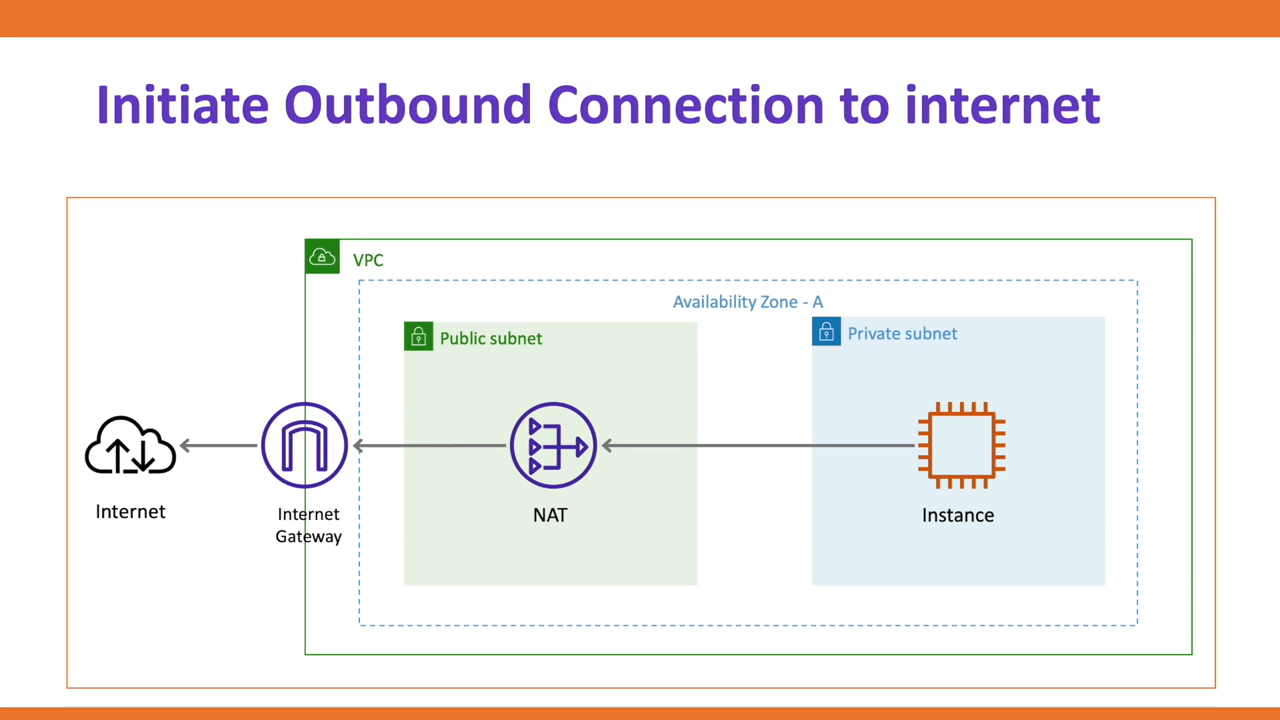 Initiate Outbound Connection to internet
VPC
Availability Zone - A
Public subnet
Private subnet
Internet
Internet
Gateway
NAT
Instance